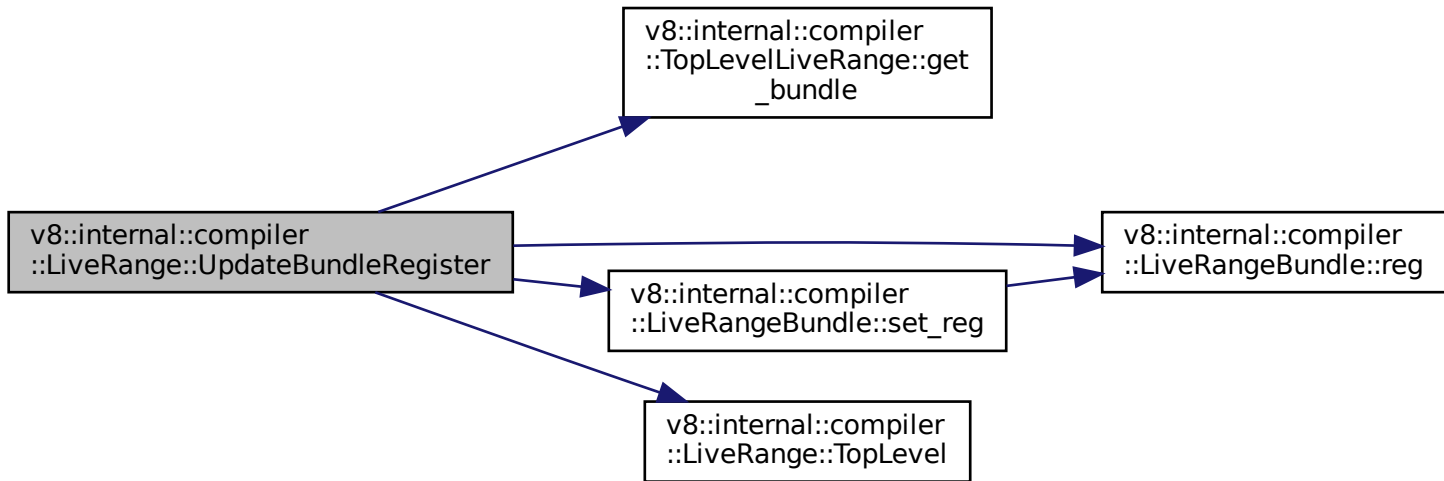 v8::internal::compiler
::TopLevelLiveRange::get
_bundle
v8::internal::compiler
::LiveRange::UpdateBundleRegister
v8::internal::compiler
::LiveRangeBundle::reg
v8::internal::compiler
::LiveRangeBundle::set_reg
v8::internal::compiler
::LiveRange::TopLevel